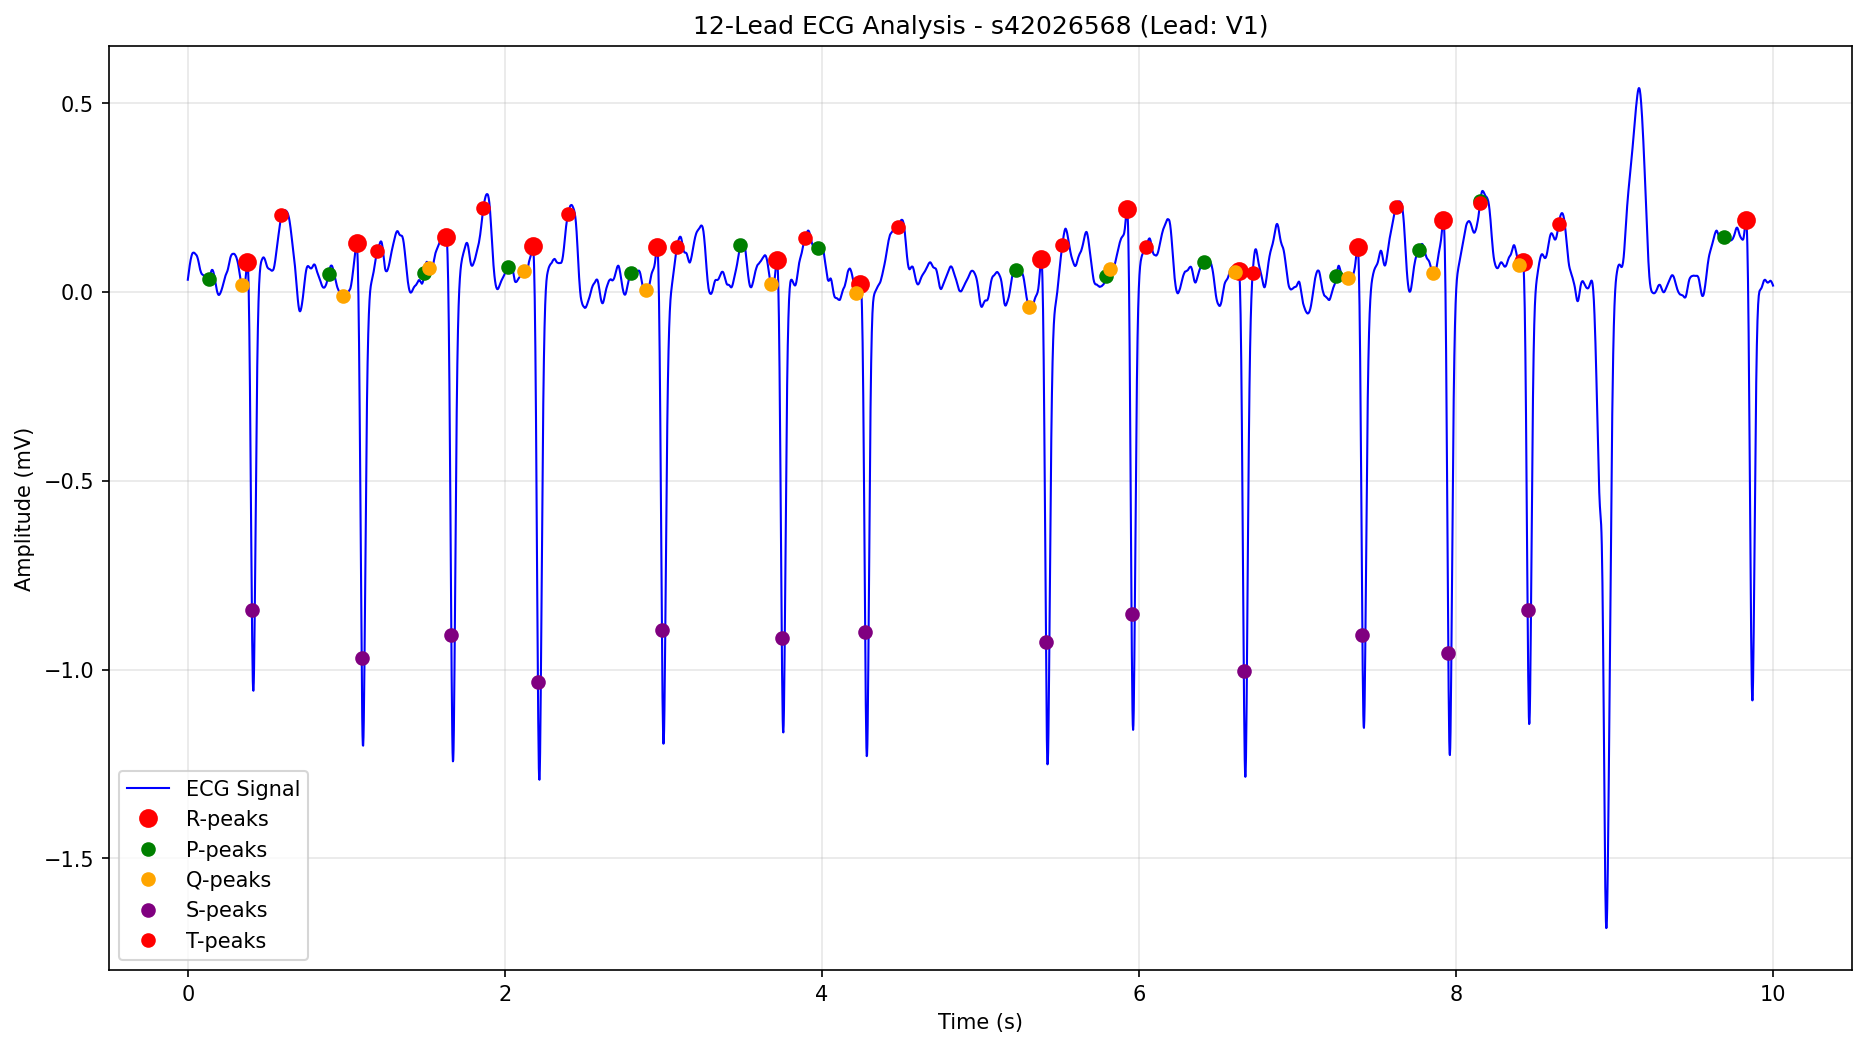 12-Lead ECG Analysis - s42026568 (Lead: V1)
0.5
0.0
−0.5
−1.0
−1.5
Amplitude (mV)
ECG Signal
R-peaks
P-peaks
Q-peaks
S-peaks
T-peaks
0
2
4
6
8
10
Time (s)